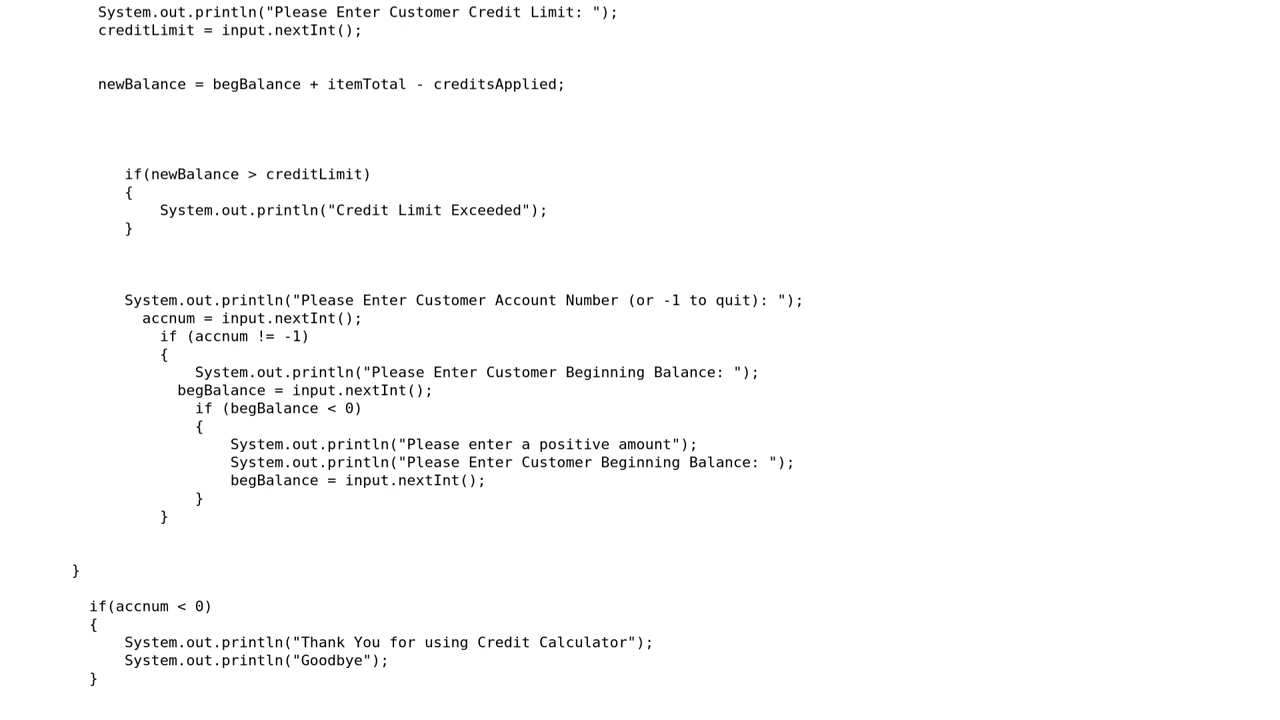 System.out.println("Please Enter Customer Credit Limit: ");
creditLimit = input.nextInt();
newBalance = begBalance + itemTotal - creditsApplied;
if(newBalance > creditLimit)
{
System.out.println("Credit Limit Exceeded");
}
System.out.println("Please Enter Customer Account Number (or -1 to quit): ");
accnum = input.nextInt();
if (accnum != -1)
{
System.out.println("Please Enter Customer Beginning Balance: ");
begBalance = input.nextInt();
if (begBalance < 0)
{
System.out.println("Please enter a positive amount");
System.out.println("Please Enter Customer Beginning Balance: ");
begBalance = input.nextInt();
}
}
}
if(accnum < 0)
{
System.out.println("Thank You for using Credit Calculator");
System.out.println("Goodbye");
}